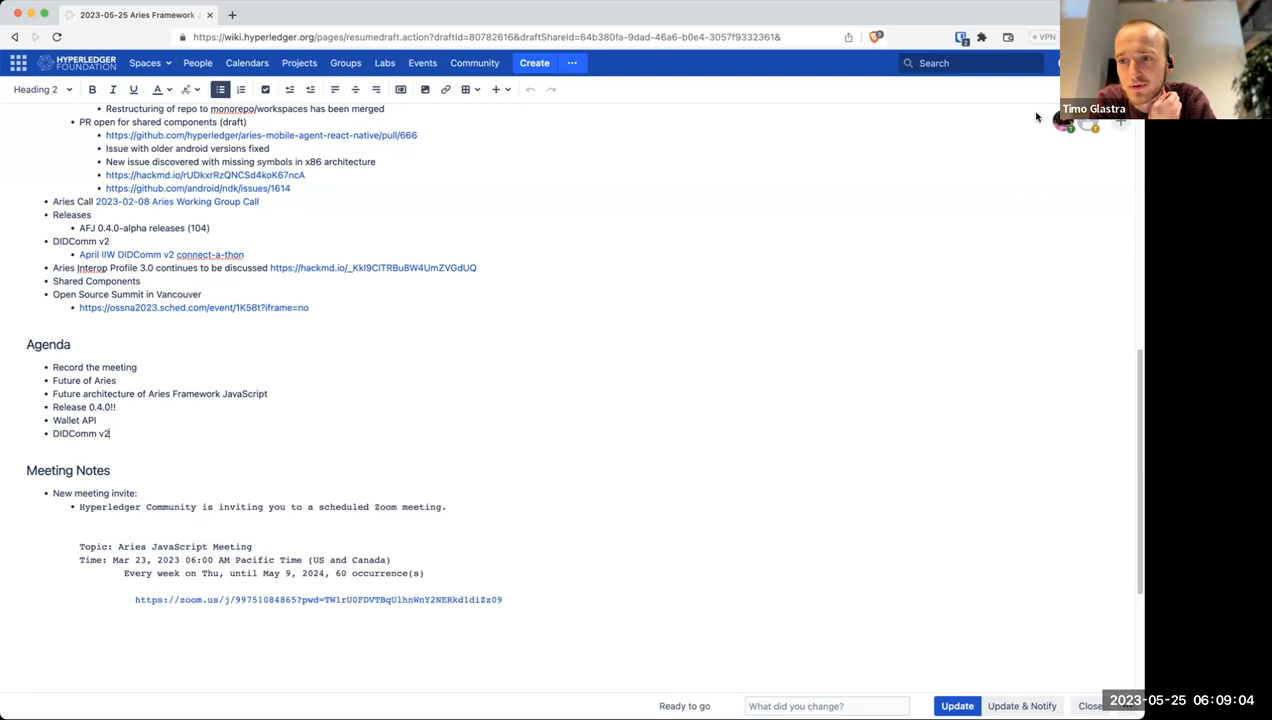 2023-05-25 Aries Framework J
https://wiki.hyperledger.org/pages/resumedraft.action?draftId=80782616&draftShareId=64b380fa-9dad-46a6-b0e4-3057f9332361&
VPN
HYPERLEDGER FOUNDATION
Spaces
People
Calendars
Projects
Groups
Labs
Events
Community
Create
Search
Heading 2
B I U A
Timo Glastra
Restructuring of repo to monorepo/workspaces has been merged
PR open for shared components (draft)
https://github.com/hyperledger/aries-mobile-agent-react-native/pull/666
Issue with older android versions fixed
New issue discovered with missing symbols in x86 architecture
https://hackmd.io/rUDkxrRzQNCSd4koK67ncA
https://github.com/android/ndk/issues/1614
Aries Call 2023-02-08 Aries Working Group Call
Releases
AFJ 0.4.0-alpha releases (104)
DIDComm v2
April IIW DIDComm v2 connect-a-thon
Aries Interop Profile 3.0 continues to be discussed https://hackmd.io/_KkI9CITRBu8W4UmZVGdUQ
Shared Components
Open Source Summit in Vancouver
https://ossna2023.sched.com/event/1K58t?iframe=no
Agenda
Record the meeting
Future of Aries
Future architecture of Aries Framework JavaScript
Release 0.4.0!!
Wallet API
DIDComm v2
Meeting Notes
New meeting invite:
Hyperledger Community is inviting you to a scheduled Zoom meeting.
Topic: Aries JavaScript Meeting
Time: Mar 23, 2023 06:00 AM Pacific Time (US and Canada)
Every week on Thu, until May 9, 2024, 60 occurrence(s)
https://zoom.us/j/99751084865?pwd=TW1rU0FDVTBqUlhnWnY2NERkd1diZz09
Ready to go
What did you change?
Update
Update & Notify
Close
2023-05-25 06:09:04